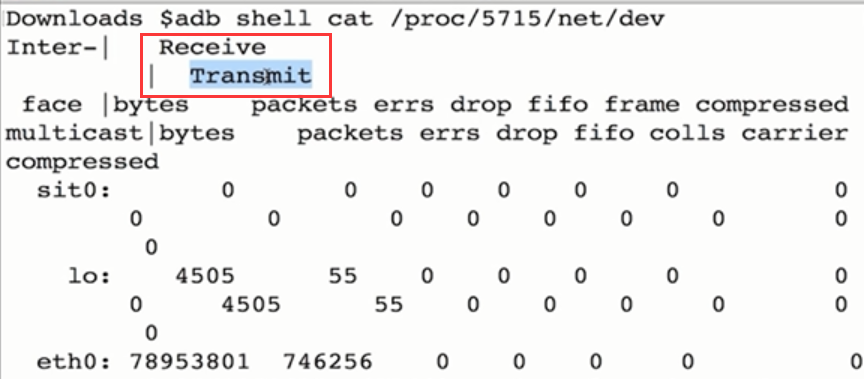 Downloads $adb shell cat /proc/5715/net/dev
Inter-|   Receive
|  Transmit
face |bytes    packets errs drop fifo frame compressed
multicast|bytes    packets errs drop fifo colls carrier
compressed
sit0:       0       0    0    0    0     0          0
0        0       0    0    0    0     0       0
0
lo:    4505      55    0    0    0     0          0
0     4505      55    0    0    0     0       0
0
eth0: 78953801  746256    0    0    0     0          0